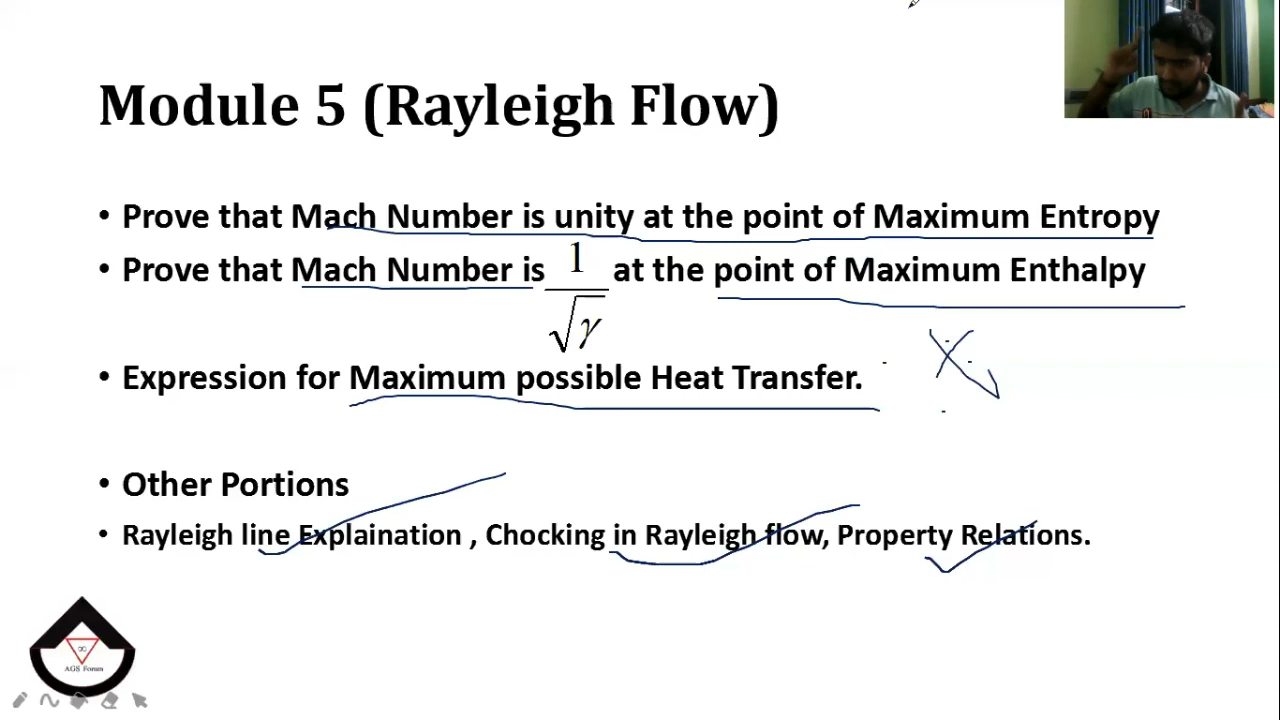 Module 5 (Rayleigh Flow)
• Prove that Mach Number is unity at the point of Maximum Entropy
• Prove that Mach Number is 1/√γ at the point of Maximum Enthalpy
• Expression for Maximum possible Heat Transfer.
• Other Portions
• Rayleigh line Explaination , Chocking in Rayleigh flow, Property Relations.
∞
AGS Forum